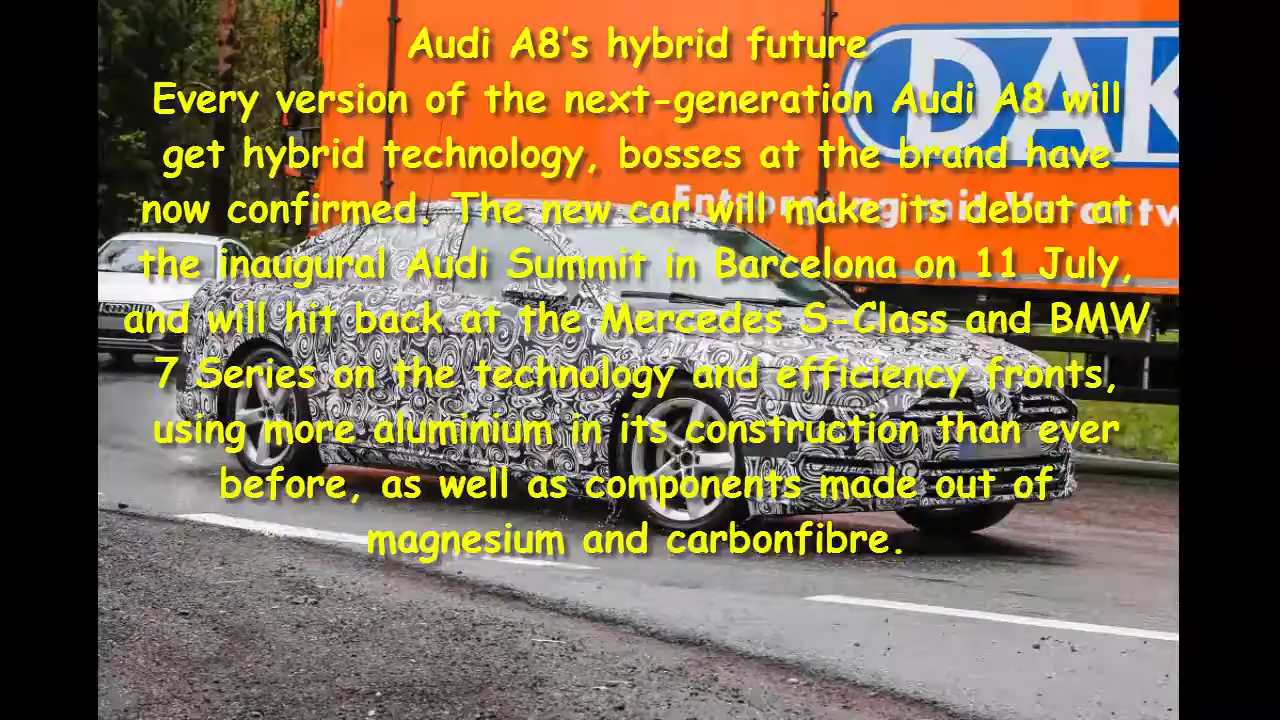 Audi A8's hybrid future
DAK
Every version of the next-generation Audi A8 will
get hybrid technology, bosses at the brand have
now confirmed. The new car will make its debut at
the inaugural Audi Summit in Barcelona on 11 July,
and will hit back at the Mercedes S-Class and BMW
7 Series on the technology and efficiency fronts,
using more aluminium in its construction than ever
before, as well as components made out of
magnesium and carbonfibre.